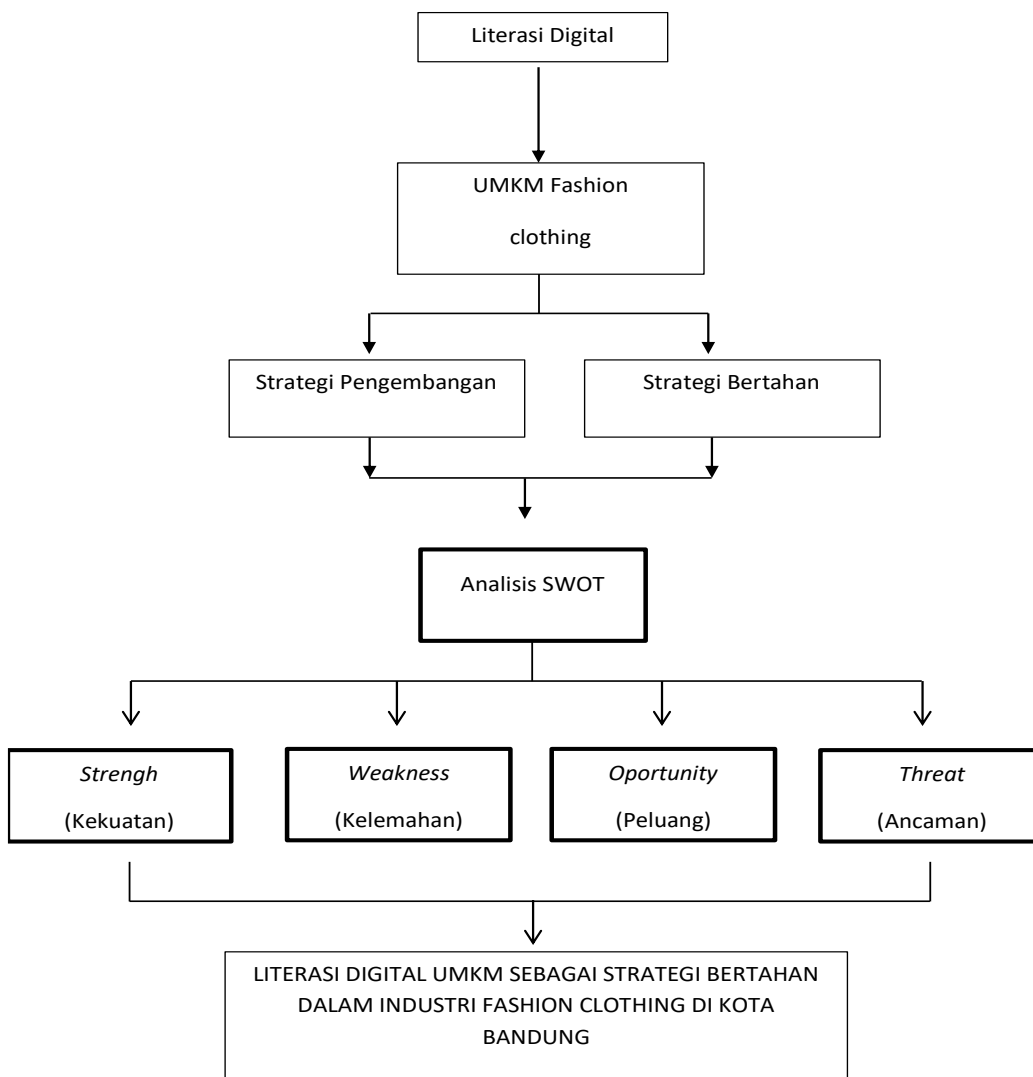 Literasi Digital
UMKM Fashion
clothing
Strategi Pengembangan
Strategi Bertahan
Analisis SWOT
Strengh
(Kekuatan)
Weakness
(Kelemahan)
Oportunity
(Peluang)
Threat
(Ancaman)
LITERASI DIGITAL UMKM SEBAGAI STRATEGI BERTAHAN
DALAM INDUSTRI FASHION CLOTHING DI KOTA
BANDUNG